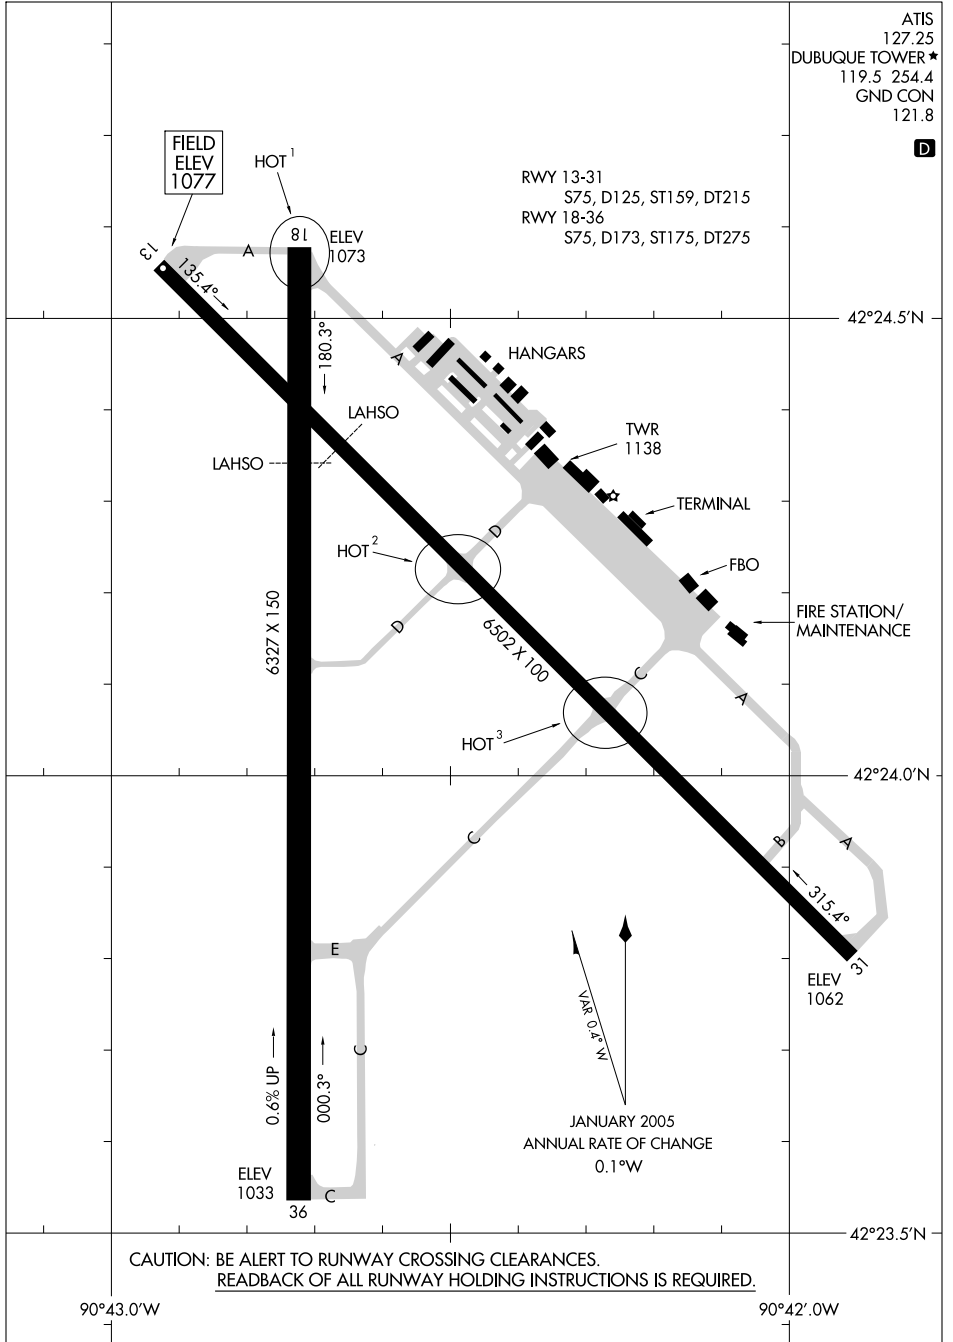 ATIS
127.25
DUBUQUE TOWER ★
119.5 254.4
GND CON
121.8
D
FIELD
ELEV
1077
HOT 1
RWY 13-31
S75, D125, ST159, DT215
RWY 18-36
S75, D173, ST175, DT275
13
A
18
ELEV
1073
135.4°
42°24.5'N
180.3°
A
HANGARS
LAHSO
LAHSO
TWR
1138
TERMINAL
D
HOT 2
FBO
6327 X 150
D
6502 X 100
FIRE STATION/
MAINTENANCE
C
A
HOT 3
42°24.0'N
C
B
A
315.4°
E
31
ELEV
1062
VAR 0.4° W
0.6% UP
000.3°
C
JANUARY 2005
ANNUAL RATE OF CHANGE
0.1°W
ELEV
1033
C
36
42°23.5'N
CAUTION: BE ALERT TO RUNWAY CROSSING CLEARANCES.
READBACK OF ALL RUNWAY HOLDING INSTRUCTIONS IS REQUIRED.
90°43.0'W
90°42'.0W